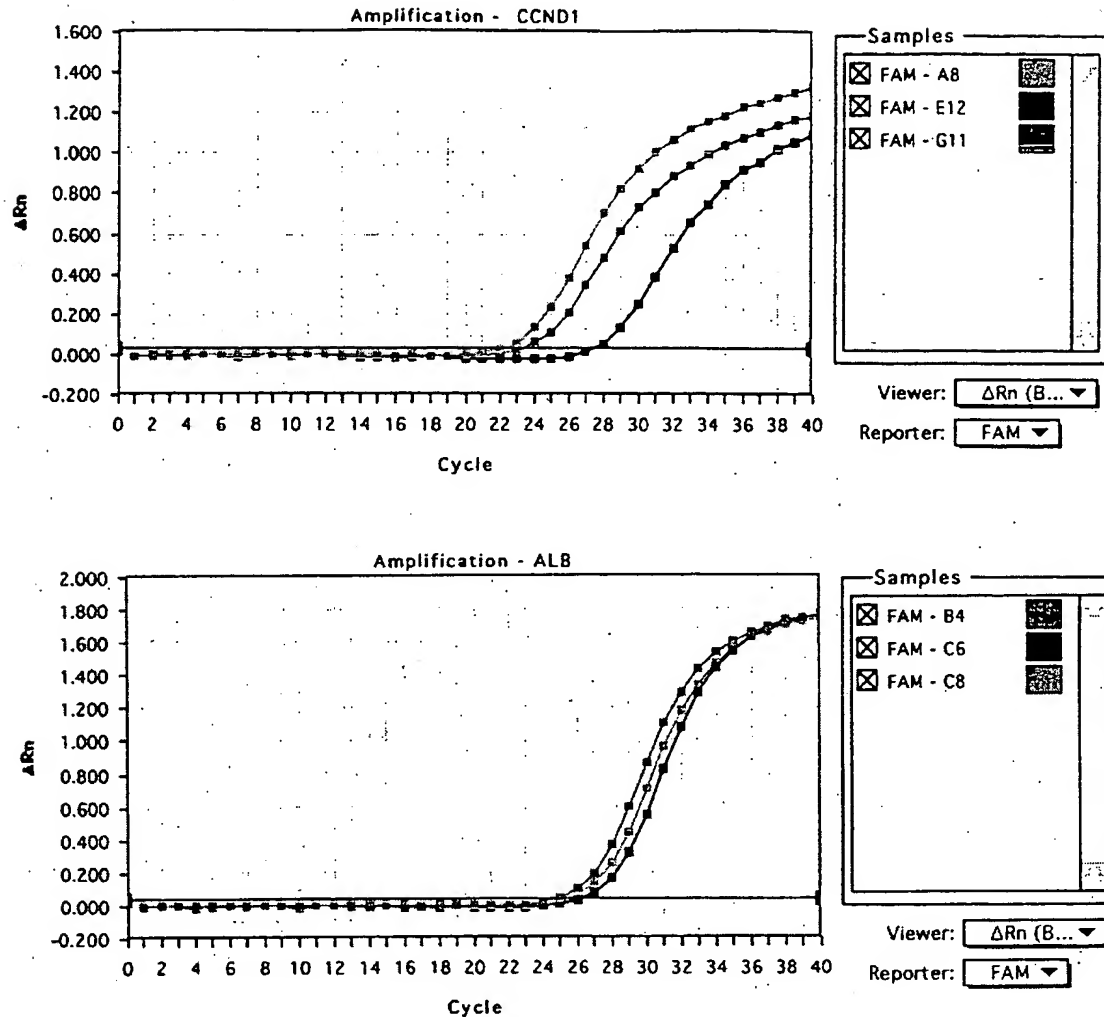 Amplification - CCND1
1.600
1.400
1.200
1.000
0.800
0.600
0.400
0.200
0.000
-0.200
ΔRn
0 2 4 6 8 10 12 14 16 18 20 22 24 26 28 30 32 34 36 38 40
Cycle
Samples
FAM - A8
FAM - E12
FAM - G11
Viewer: ΔRn (B... ▼
Reporter: FAM ▼
Amplification - ALB
2.000
1.800
1.600
1.400
1.200
1.000
0.800
0.600
0.400
0.200
0.000
-0.200
ΔRn
0 2 4 6 8 10 12 14 16 18 20 22 24 26 28 30 32 34 36 38 40
Cycle
Samples
FAM - B4
FAM - C6
FAM - C8
Viewer: ΔRn (B... ▼
Reporter: FAM ▼